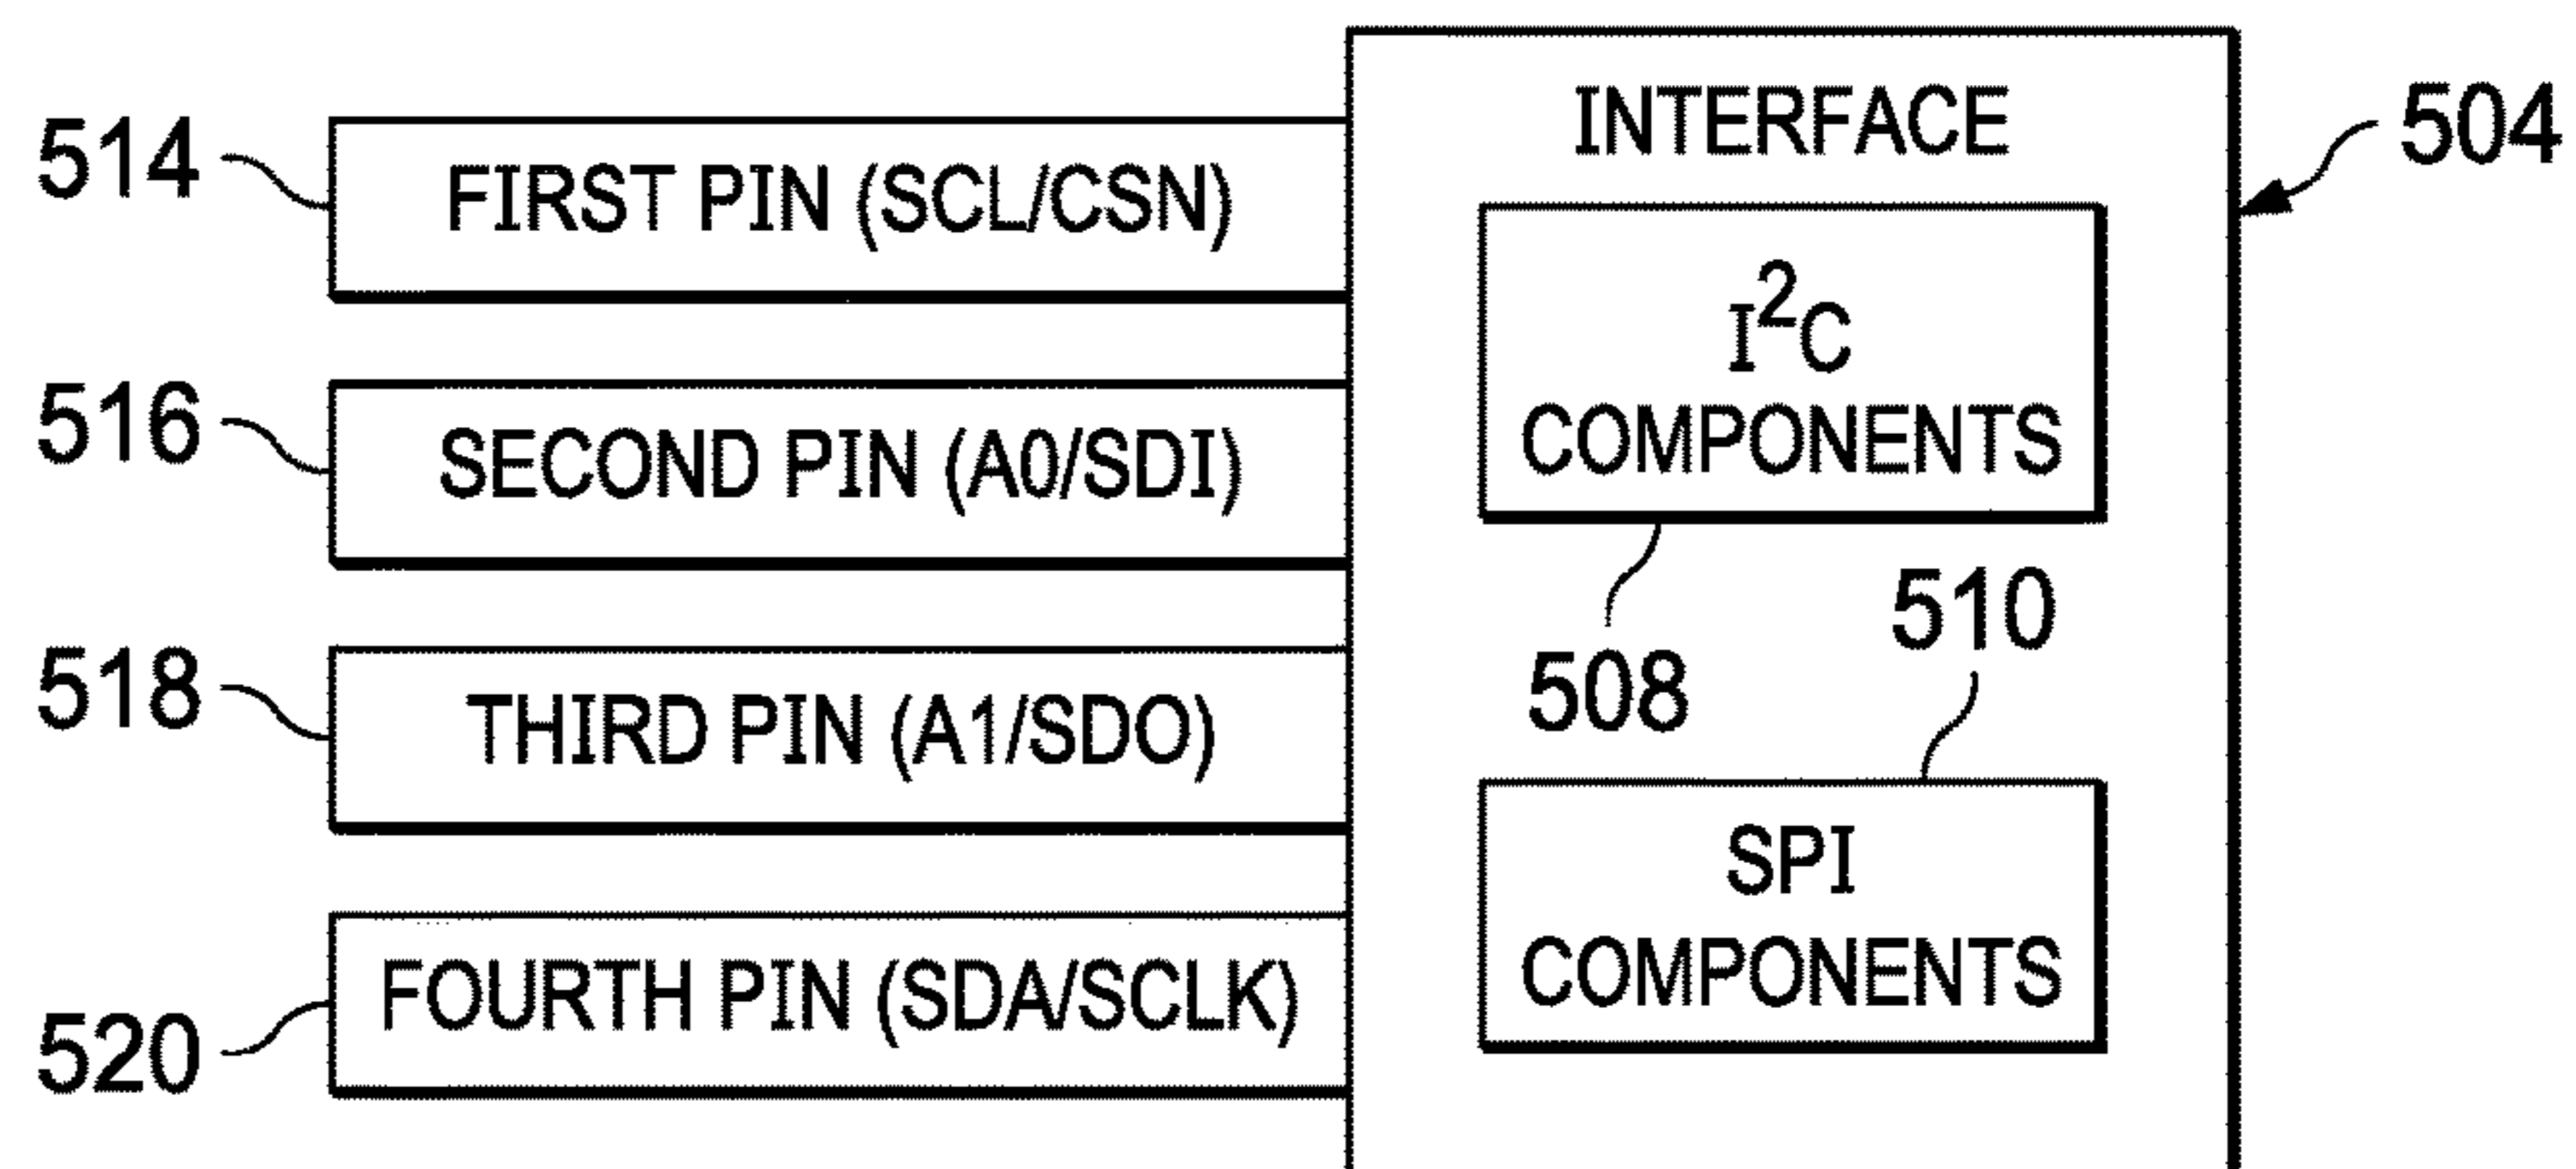 INTERFACE
504
514
FIRST PIN (SCL/CSN)
I²C
COMPONENTS
516
SECOND PIN (A0/SDI)
508
510
518
THIRD PIN (A1/SDO)
SPI
COMPONENTS
520
FOURTH PIN (SDA/SCLK)